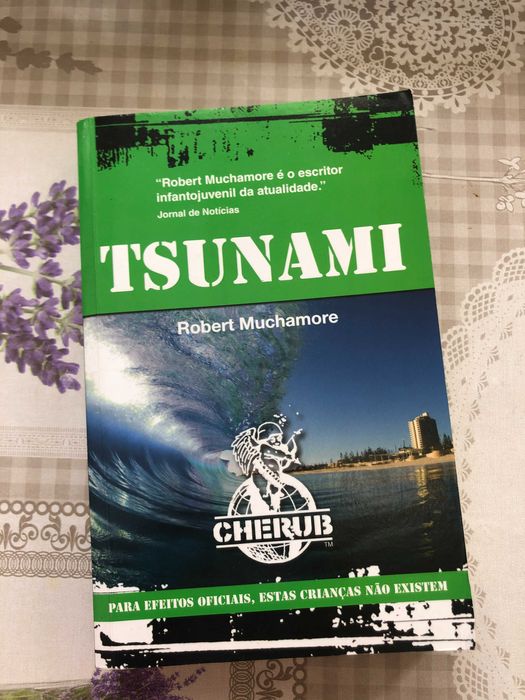 “Robert Muchamore é o escritor
infantojuvenil da atualidade.”
Jornal de Notícias
TSUNAMI
Robert Muchamore
CHERUB
TM
PARA EFEITOS OFICIAIS, ESTAS CRIANÇAS NÃO EXISTEM